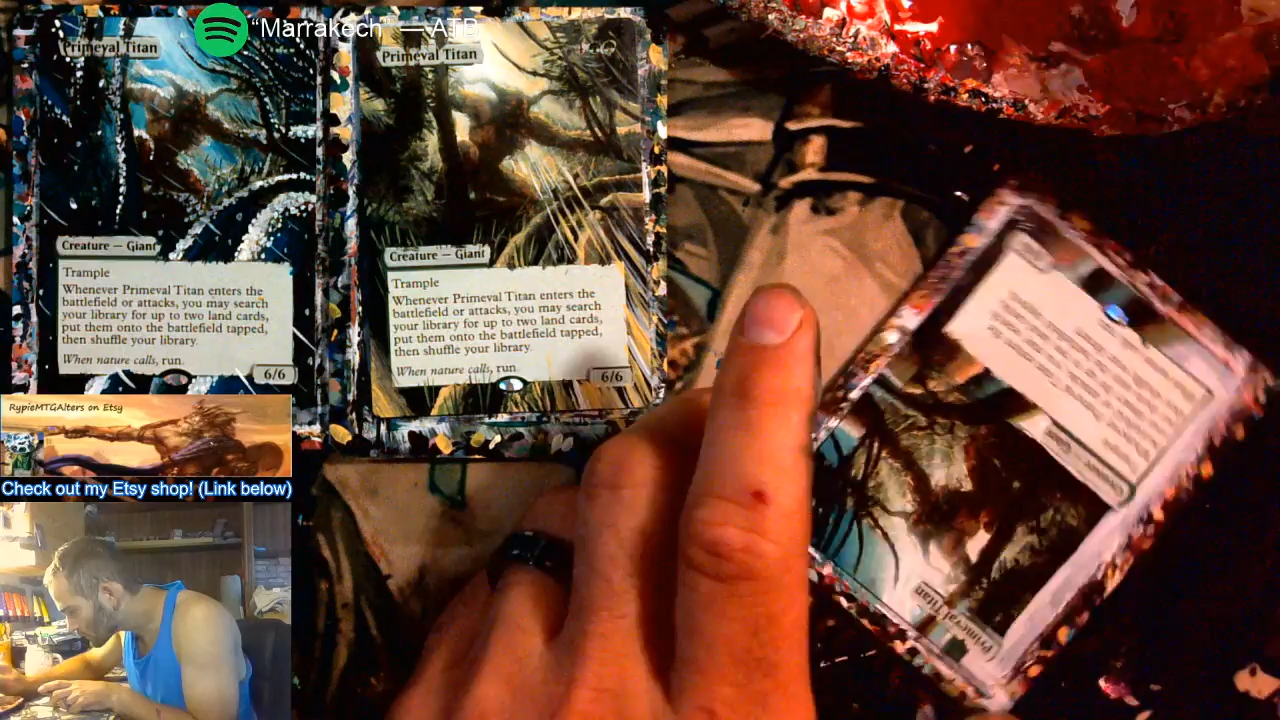 "Marrakech" — ATB
Primeval Titan
Creature — Giant
Trample
Whenever Primeval Titan enters the
battlefield or attacks, you may search
your library for up to two land cards,
put them onto the battlefield tapped,
then shuffle your library.
When nature calls, run.
6/6
Primeval Titan
Creature — Giant
Trample
Whenever Primeval Titan enters the
battlefield or attacks, you may search
your library for up to two land cards,
put them onto the battlefield tapped,
then shuffle your library.
When nature calls, run
6/6
Primeval Titan
RypieMTGAlters on Etsy
Check out my Etsy shop! (Link below)